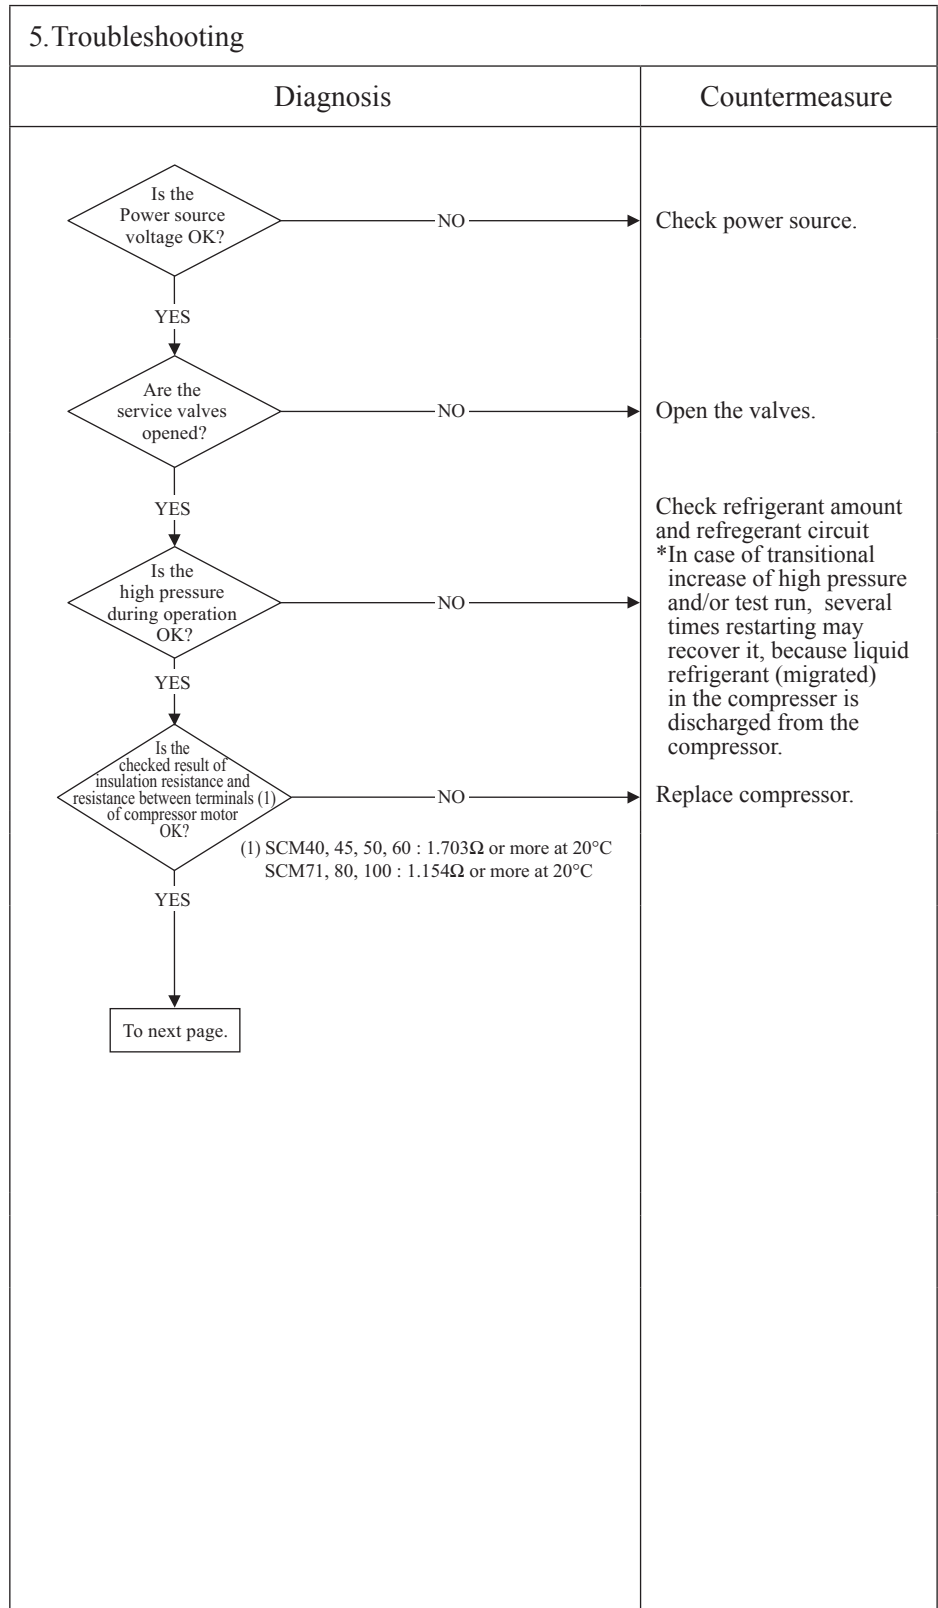 5.Troubleshooting
Diagnosis
Countermeasure
Is the
Power source
voltage OK?
NO
Check power source.
YES
Are the
service valves
opened?
NO
Open the valves.
YES
Is the
high pressure
during operation
OK?
NO
Check refrigerant amount
and refregerant circuit
*In case of transitional
increase of high pressure
and/or test run, several
times restarting may
recover it, because liquid
refrigerant (migrated)
in the compresser is
discharged from the
compressor.
YES
Is the
checked result of
insulation resistance and
resistance between terminals (1)
of compressor motor
OK?
NO
Replace compressor.
(1) SCM40, 45, 50, 60 : 1.703Ω or more at 20°C
SCM71, 80, 100 : 1.154Ω or more at 20°C
YES
To next page.